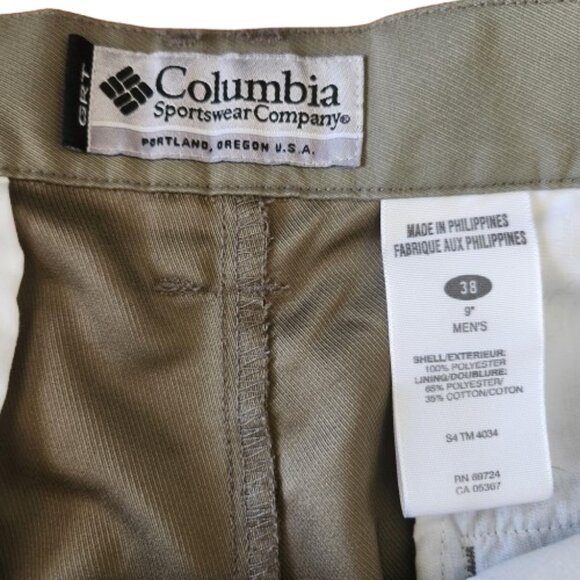 GRT
Columbia
Sportswear Company®
PORTLAND, OREGON U.S.A.
MADE IN PHILIPPINES
FABRIQUE AUX PHILIPPINES
38
9"
MEN'S
SHELL/EXTERIEUR:
100% POLYESTER
LINING/DOUBLURE:
65% POLYESTER/
35% COTTON/COTON
S4 TM 4034
RN 69724
CA 05367